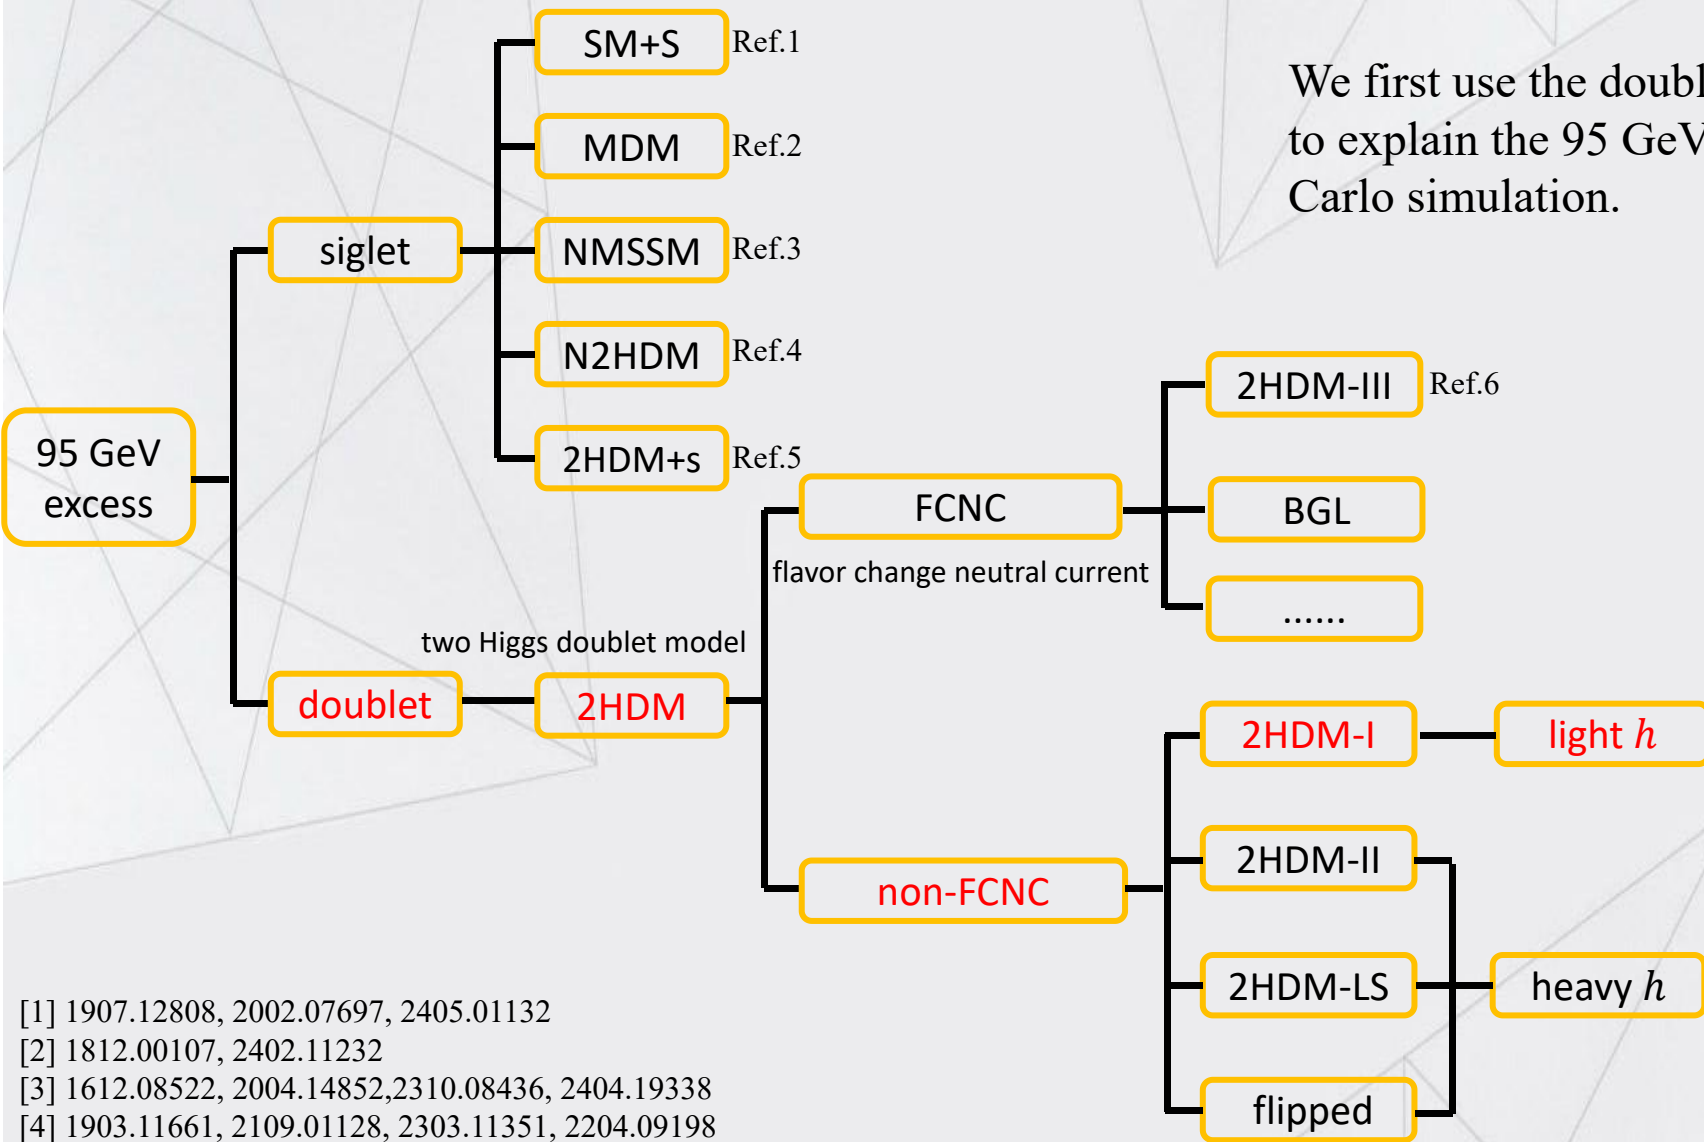 SM+S
Ref.1
MDM
Ref.2
siglet
NMSSM
Ref.3
N2HDM
Ref.4
2HDM+s
Ref.5
We first use the doubl
to explain the 95 GeV
Carlo simulation.
95 GeV
excess
2HDM-III
Ref.6
FCNC
BGL
flavor change neutral current
......
two Higgs doublet model
doublet
2HDM
2HDM-I
light h
2HDM-II
non-FCNC
2HDM-LS
heavy h
flipped
[1] 1907.12808, 2002.07697, 2405.01132
[2] 1812.00107, 2402.11232
[3] 1612.08522, 2004.14852,2310.08436, 2404.19338
[4] 1903.11661, 2109.01128, 2303.11351, 2204.09198